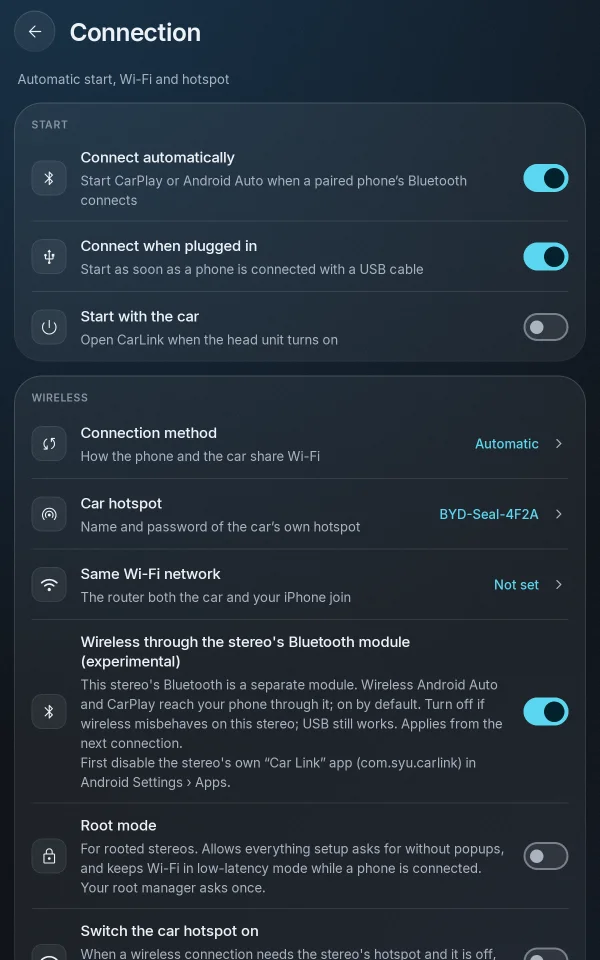 Connection
Automatic start, Wi-Fi and hotspot
START
Connect automatically
Start CarPlay or Android Auto when a paired phone’s Bluetooth
connects
Connect when plugged in
Start as soon as a phone is connected with a USB cable
Start with the car
Open CarLink when the head unit turns on
WIRELESS
Connection method
How the phone and the car share Wi-Fi
Automatic
Car hotspot
Name and password of the car’s own hotspot
BYD-Seal-4F2A
Same Wi-Fi network
The router both the car and your iPhone join
Not set
Wireless through the stereo's Bluetooth module
(experimental)
This stereo's Bluetooth is a separate module. Wireless Android Auto
and CarPlay reach your phone through it; on by default. Turn off if
wireless misbehaves on this stereo; USB still works. Applies from the
next connection.
First disable the stereo's own “Car Link” app (com.syu.carlink) in
Android Settings › Apps.
Root mode
For rooted stereos. Allows everything setup asks for without popups,
and keeps Wi-Fi in low-latency mode while a phone is connected.
Your root manager asks once.
Switch the car hotspot on
When a wireless connection needs the stereo's hotspot and it is off,